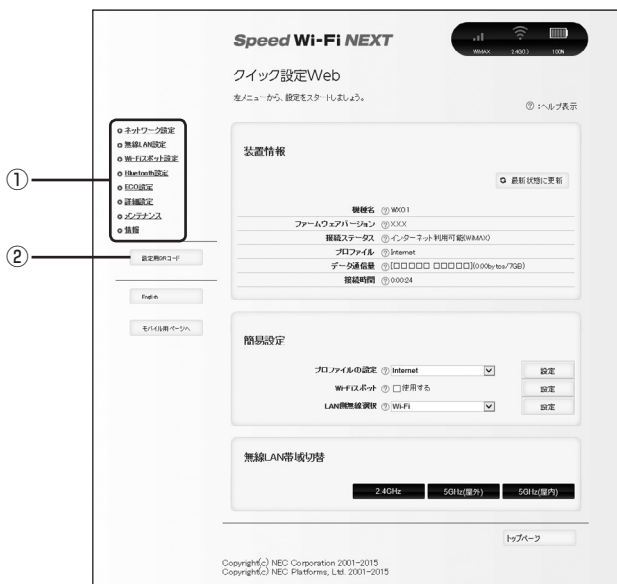 Speed Wi-Fi NEXT
WiMAX 2.4G(0) 100%
クイック設定Web
左メニューから、設定をスタートしましょう。
?:ヘルプ表示
①
ネットワーク設定
無線LAN設定
Wi-Fiスポット設定
Bluetooth設定
ECO設定
詳細設定
メンテナンス
情報
②
設定用QRコード
English
モバイル用ページへ
装置情報
最新状態に更新
機種名 ? WX01
ファームウェアバージョン ? X.X.X
接続ステータス ? インターネット利用可能(WiMAX)
プロファイル ? Internet
データ通信量 ? [□□□□□ □□□□□](0.00bytes/7GB)
接続時間 ? 0:00:24
簡易設定
プロファイルの設定 ? Internet 設定
Wi-Fiスポット ? 使用する 設定
LAN側無線選択 ? Wi-Fi 設定
無線LAN帯域切替
2.4GHz 5GHz(屋外) 5GHz(屋内)
トップページ
Copyright(c) NEC Corporation 2001-2015
Copyright(c) NEC Platforms, Ltd. 2001-2015